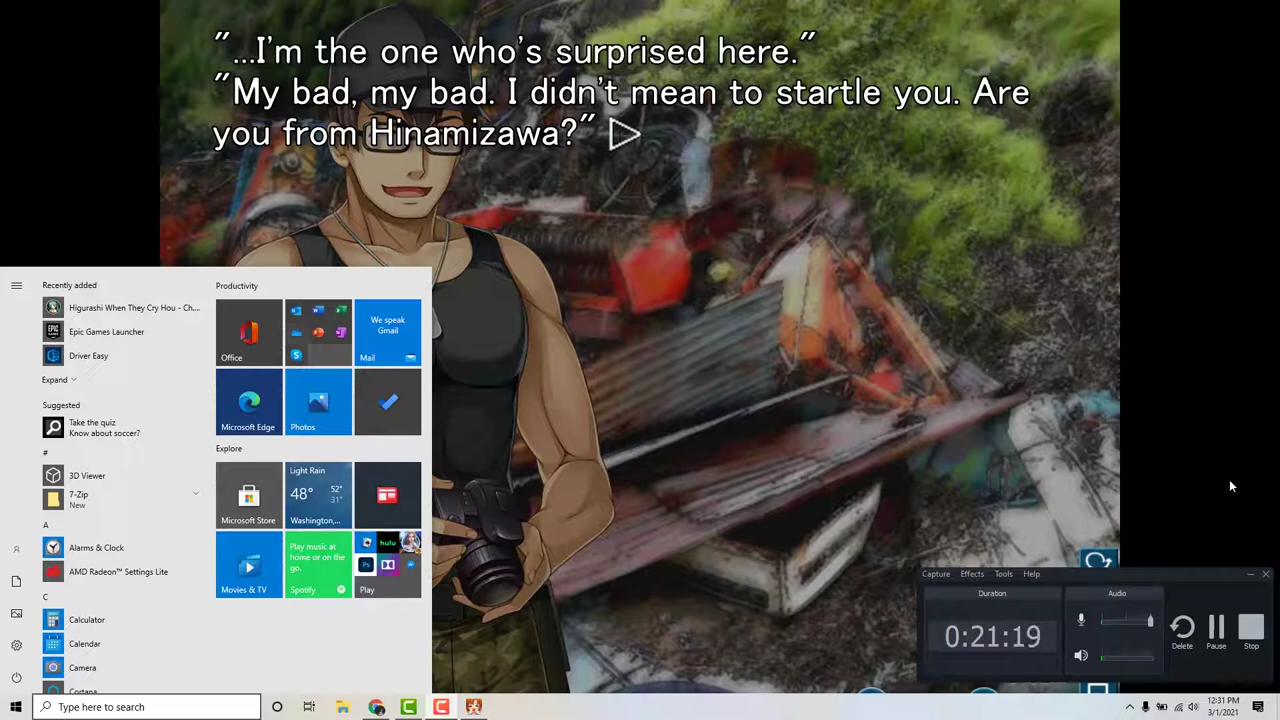 "...I'm the one who's surprised here."
"My bad, my bad. I didn't mean to startle you. Are
you from Hinamizawa?"
Recently added
Higurashi When They Cry Hou - Ch...
Epic Games Launcher
Driver Easy
Expand
Suggested
Take the quiz
Know about soccer?
#
3D Viewer
7-Zip
New
A
Alarms & Clock
AMD Radeon™ Settings Lite
C
Calculator
Calendar
Camera
Cortana
Productivity
Office
We speak
Gmail
Mail
Microsoft Edge
Photos
Explore
Microsoft Store
Light Rain
48° 52°
31°
Washington,...
Movies & TV
Play music at
home or on the
go.
Spotify
hulu
Ps
Play
Capture Effects Tools Help
Duration
0:21:19
Audio
Delete
Pause
Stop
Type here to search
12:31 PM
3/1/2021